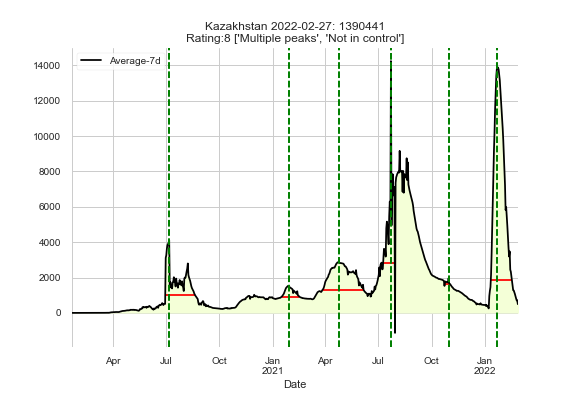 Kazakhstan 2022-02-27: 1390441
Rating:8 ['Multiple peaks', 'Not in control']
Average-7d
14000
12000
10000
8000
6000
4000
2000
0
Apr
Jul
Oct
Jan
2021
Apr
Jul
Oct
Jan
2022
Date